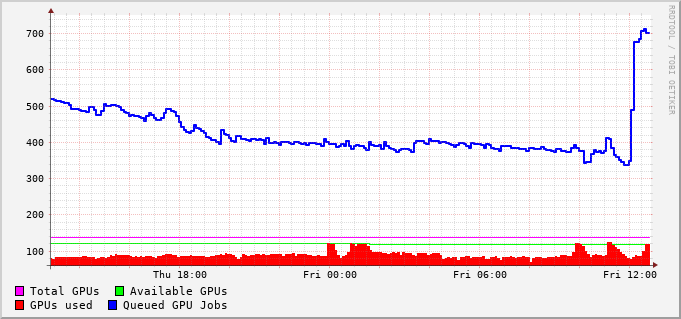 RRDTOOL / TOBI OETIKER
700
600
500
400
300
200
100
Thu 18:00 Fri 00:00 Fri 06:00 Fri 12:00
Total GPUs Available GPUs
GPUs used Queued GPU Jobs